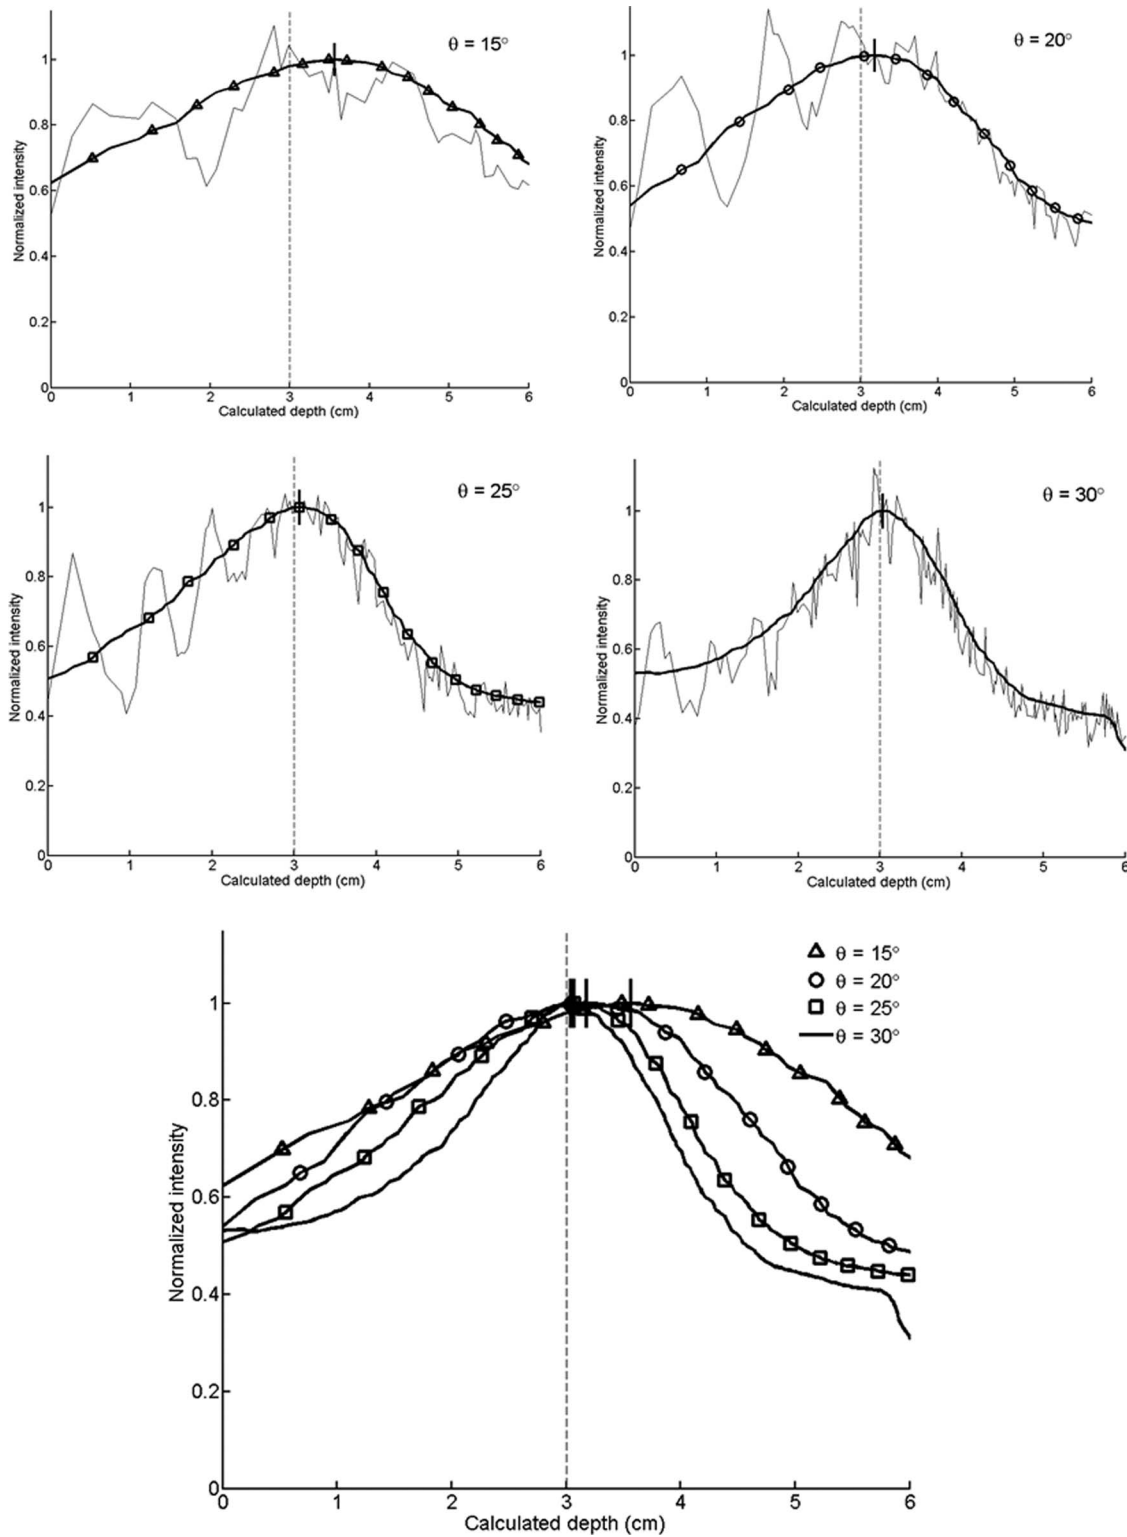 θ = 15°
Normalized intensity
1
0.8
0.6
0.4
0.2
0
0 1 2 3 4 5 6
Calculated depth (cm)
θ = 20°
Normalized intensity
1
0.8
0.6
0.4
0.2
0
0 1 2 3 4 5 6
Calculated depth (cm)
θ = 25°
Normalized intensity
1
0.8
0.6
0.4
0.2
0
0 1 2 3 4 5 6
Calculated depth (cm)
θ = 30°
Normalized intensity
1
0.8
0.6
0.4
0.2
0
0 1 2 3 4 5 6
Calculated depth (cm)
θ = 15°
θ = 20°
θ = 25°
θ = 30°
Normalized intensity
1
0.8
0.6
0.4
0.2
0
0 1 2 3 4 5 6
Calculated depth (cm)